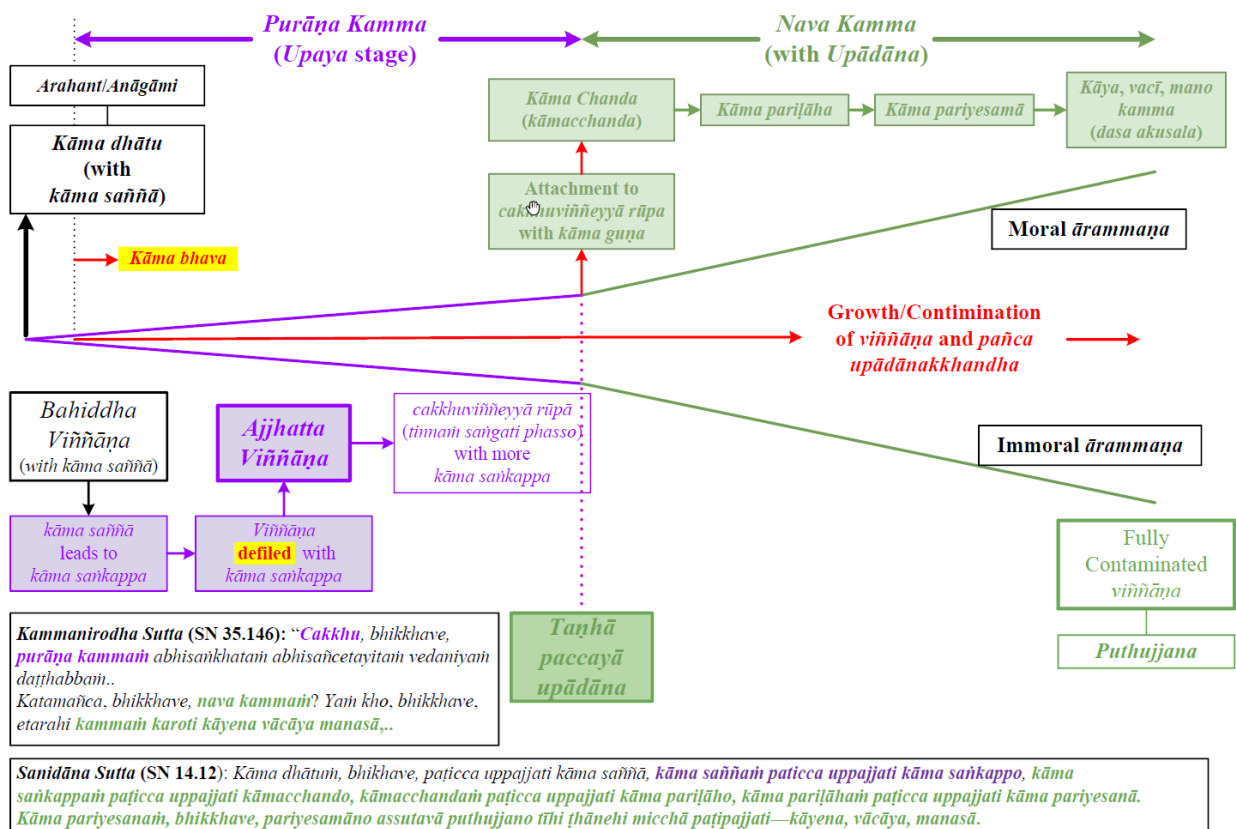 Purāṇa Kamma
(Upaya stage)
Nava Kamma
(with Upādāna)
Arahant/Anāgāmi
Kāma dhātu
(with
kāma saññā)
Kāma bhava
Kāma Chanda
(kāmacchanda)
Kāma pariḷāha
Kāma pariyesamā
Kāya, vacī, mano
kamma
(dasa akusala)
Attachment to
cakkhuviññeyyā rūpa
with kāma guṇa
Moral ārammaṇa
Growth/Contimination
of viññāṇa and pañca
upādānakkhandha
Immoral ārammaṇa
Bahiddha
Viññāṇa
(with kāma saññā)
Ajjhatta
Viññāṇa
cakkhuviññeyyā rūpā
(tinnaṁ saṅgati phasso)
with more
kāma saṅkappa
kāma saññā
leads to
kāma saṅkappa
Viññāṇa
defiled with
kāma saṅkappa
Taṇhā
paccayā
upādāna
Fully
Contaminated
viññāṇa
Puthujjana
Kammanirodha Sutta (SN 35.146): “Cakkhu, bhikkhave,
purāṇa kammaṁ abhisaṅkhataṁ abhisañcetayitaṁ vedaniyaṁ
daṭṭhabbaṁ..
Katamañca, bhikkhave, nava kammaṁ? Yaṁ kho, bhikkhave,
etarahi kammaṁ karoti kāyena vācāya manasā,..
Sanidāna Sutta (SN 14.12): Kāma dhātuṁ, bhikhave, paṭicca uppajjati kāma saññā, kāma saññaṁ paticca uppajjati kāma saṅkappo, kāma
saṅkappaṁ paṭicca uppajjati kāmacchando, kāmacchandaṁ paṭicca uppajjati kāma pariḷāho, kāma pariḷāhaṁ paṭicca uppajjati kāma pariyesanā.
Kāma pariyesanaṁ, bhikkhave, pariyesamāno assutavā puthujjano tīhi ṭhānehi micchā paṭipajjati—kāyena, vācāya, manasā.